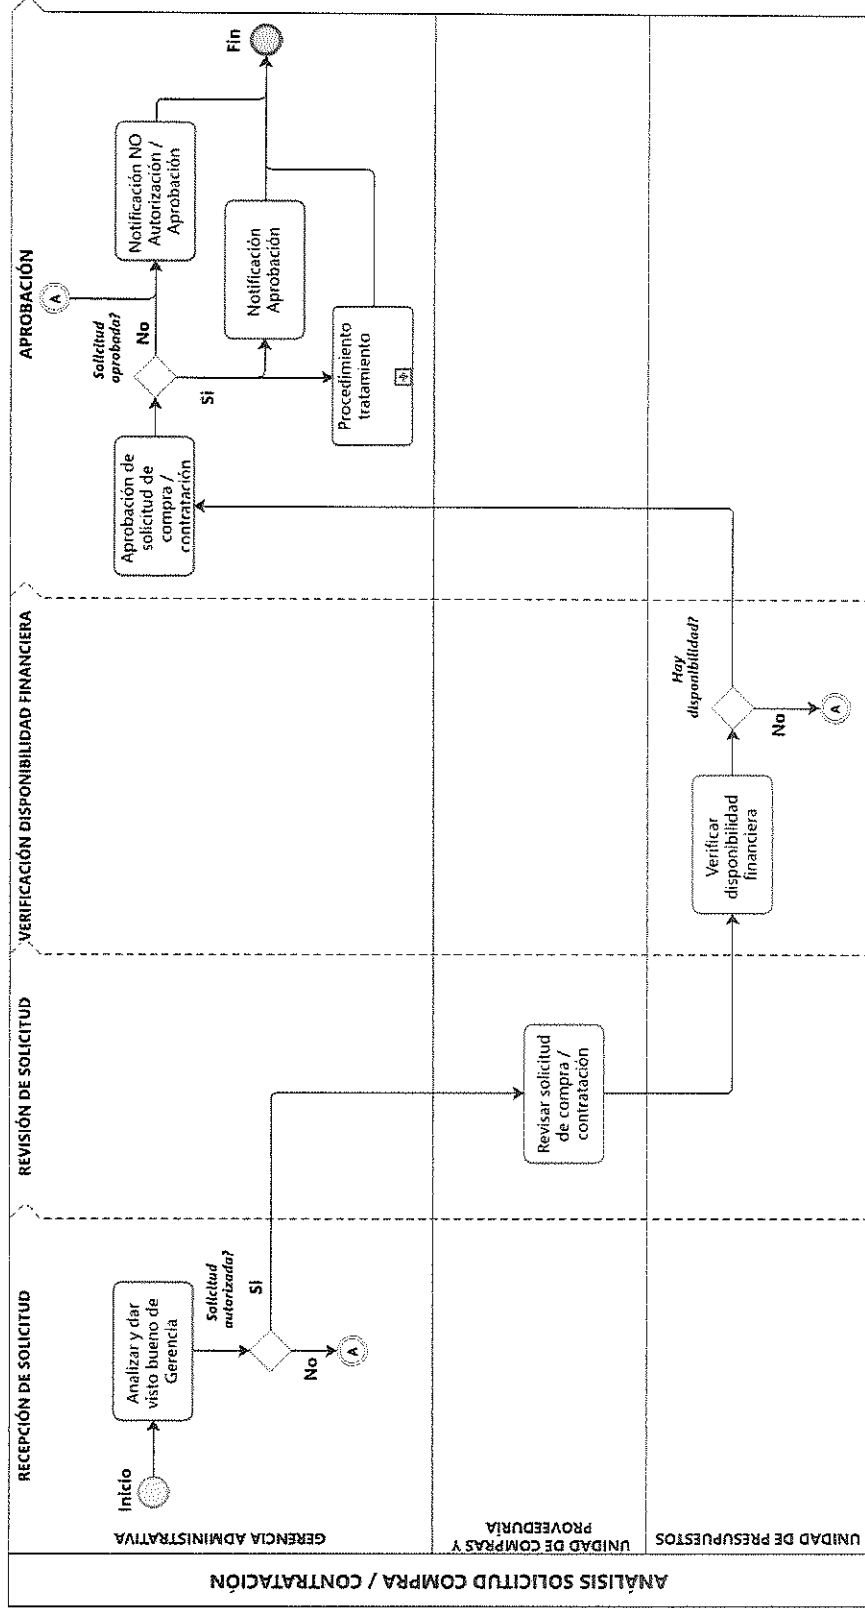 ANÁLISIS SOLICITUD COMPRA / CONTRATACIÓN
GERENCIA ADMINISTRATIVA
UNIDAD DE COMPRAS Y
PROVEEDURÍA
UNIDAD DE PRESUPUESTOS
RECEPCIÓN DE SOLICITUD
REVISIÓN DE SOLICITUD
VERIFICACIÓN DISPONIBILIDAD FINANCIERA
APROBACIÓN
Inicio
Analizar y dar
visto bueno de
Gerencia
Solicitud
autorizada?
Si
No
A
Revisar solicitud
de compra /
contratación
Verificar
disponibilidad
financiera
Hay
disponibilidad?
No
A
Aprobación de
solicitud de
compra /
contratación
Solicitud
aprobada?
No
Si
A
Notificación NO
Autorización /
Aprobación
Notificación
Aprobación
Procedimiento
tratamiento
Fin